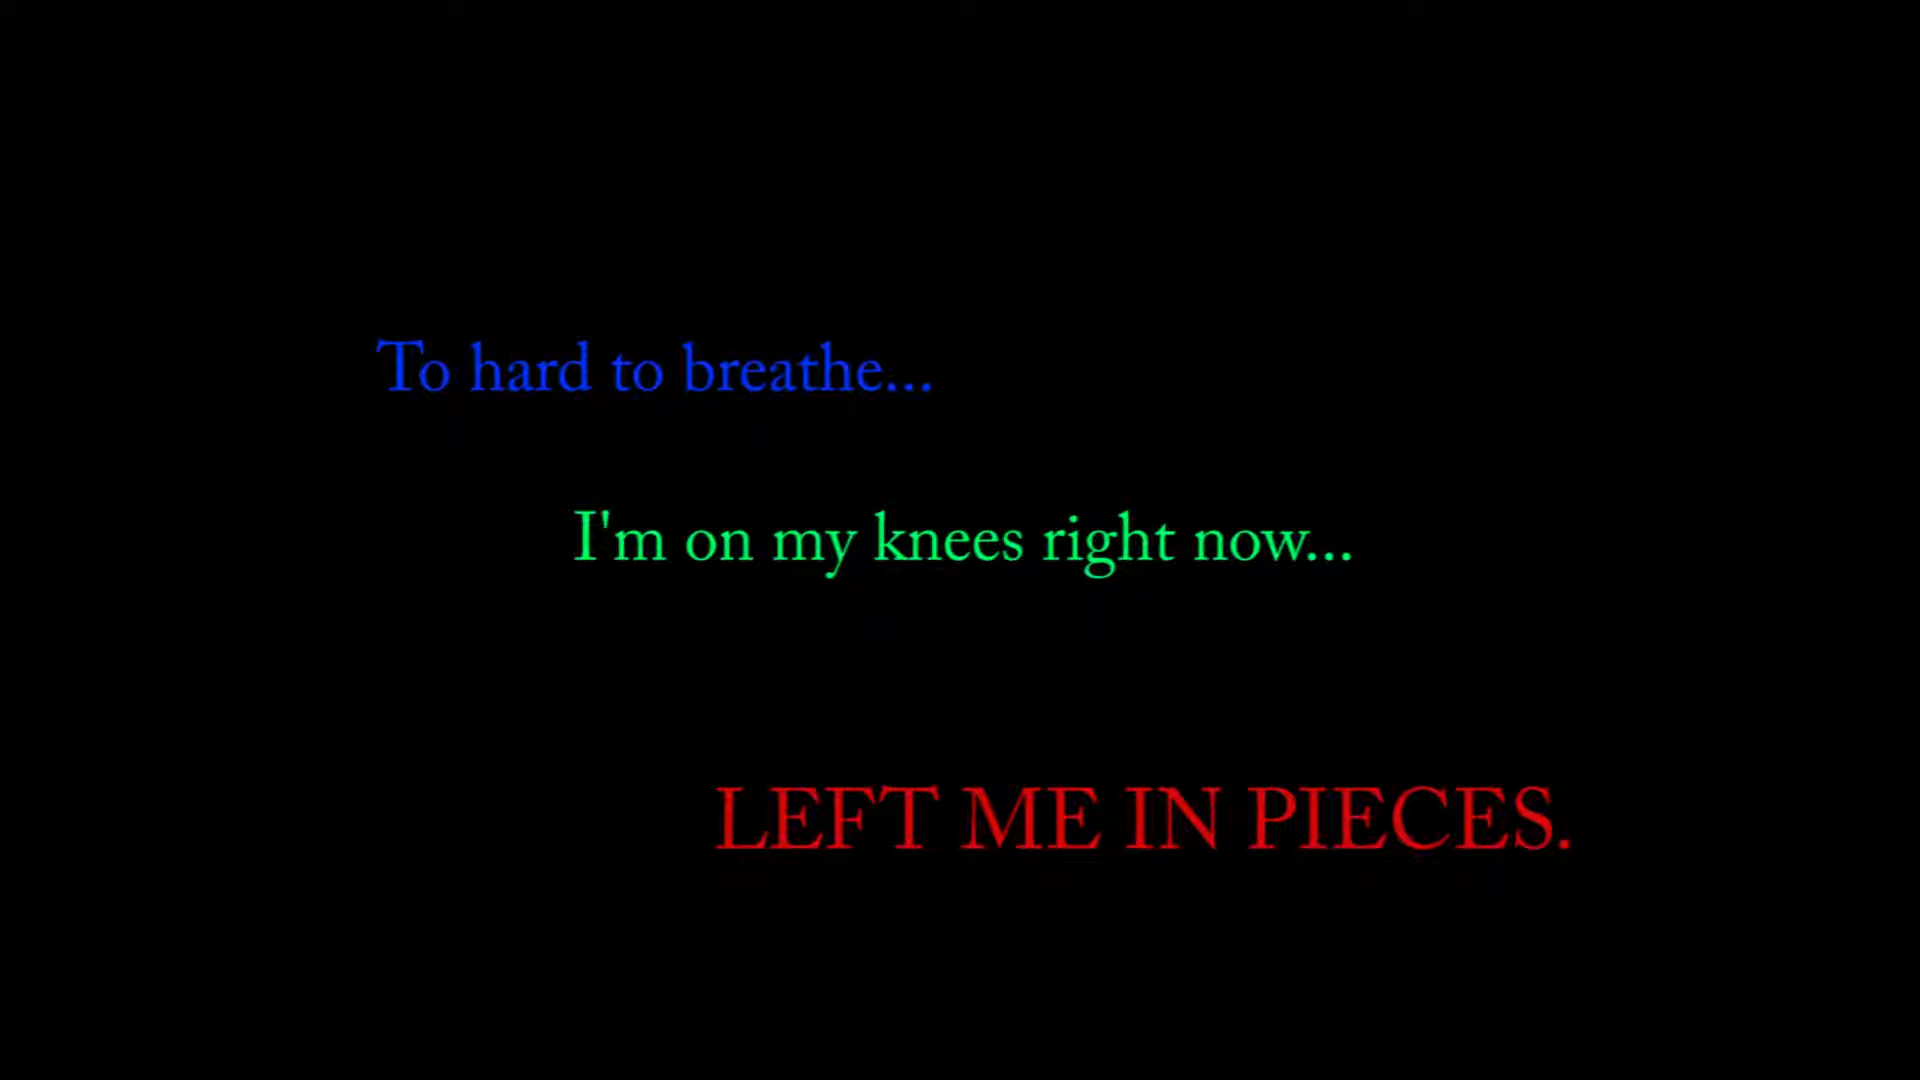 To hard to breathe...
I'm on my knees right now...
LEFT ME IN PIECES.